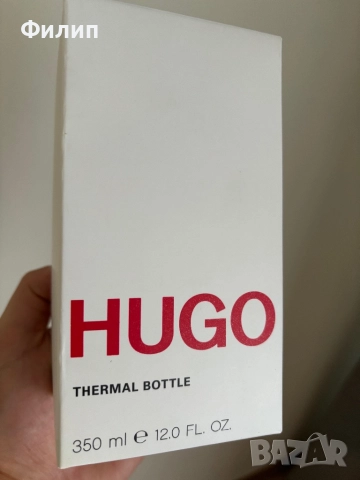 Филип
HUGO
THERMAL BOTTLE
350 ml ℮ 12.0 FL. OZ.
BAZAR